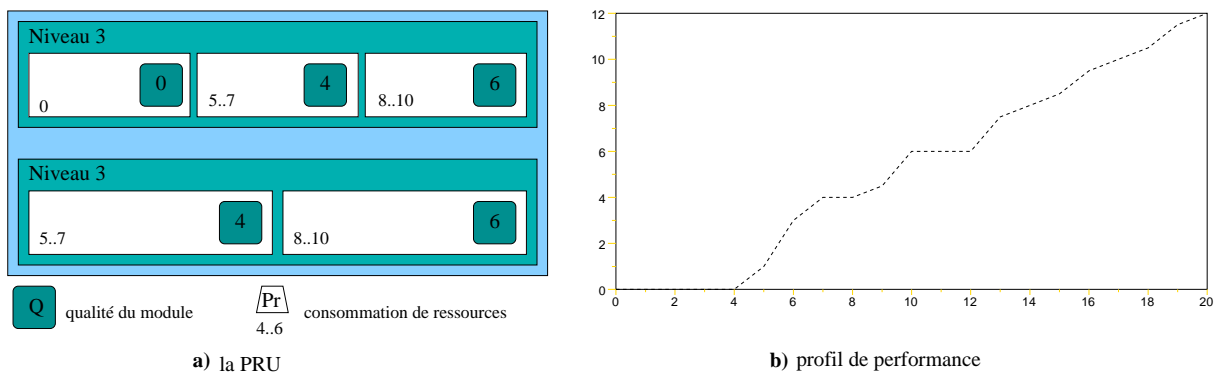 Niveau 3
0
0
5..7
4
8..10
6
Niveau 3
5..7
4
8..10
6
Q
qualité du module
Pr
4..6
consommation de ressources
a) la PRU
12
10
8
6
4
2
0
0 2 4 6 8 10 12 14 16 18 20
b) profil de performance